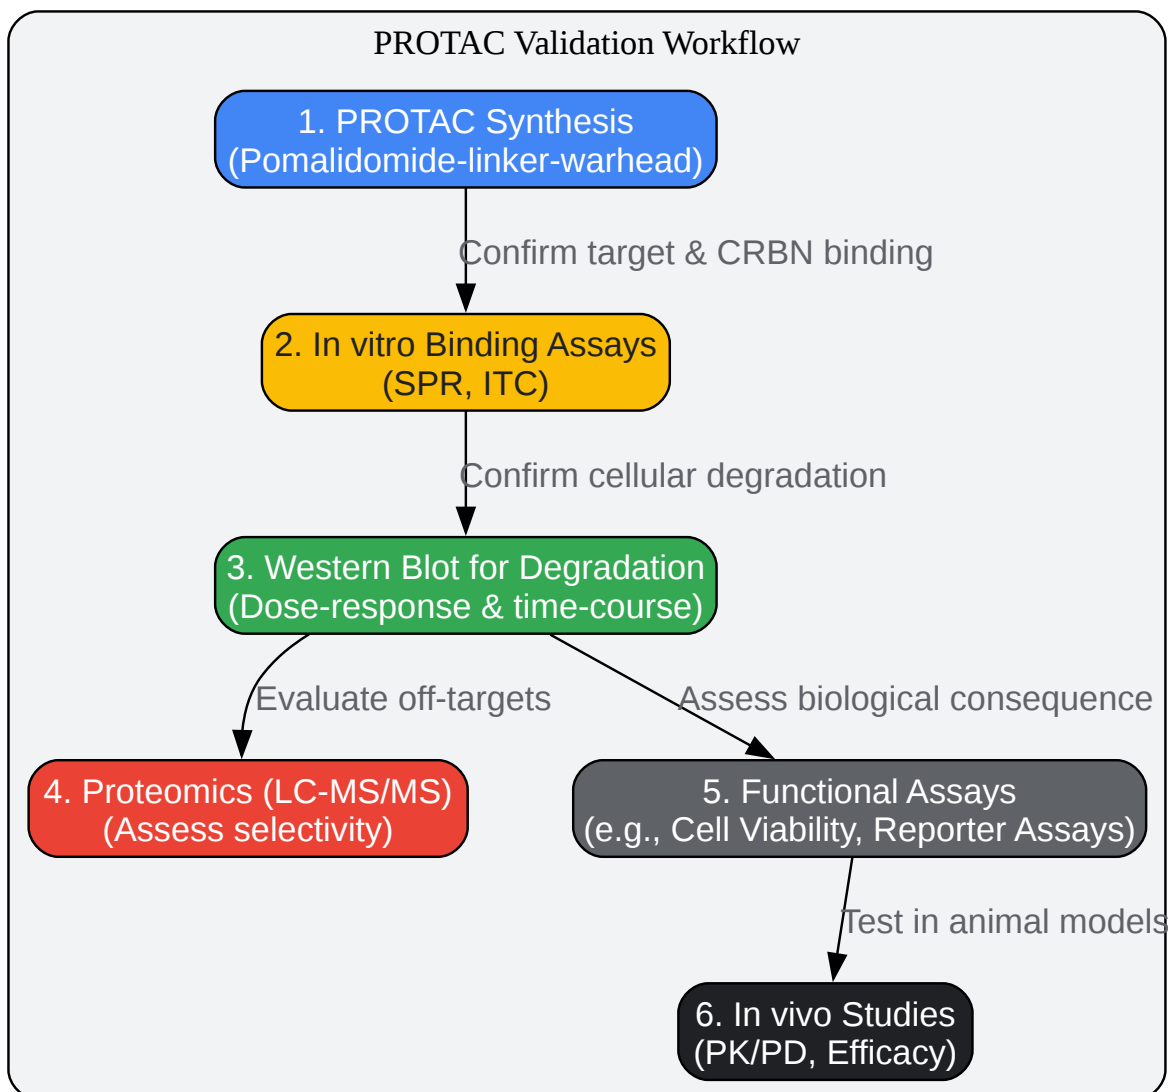 PROTAC Validation Workflow
1. PROTAC Synthesis
(Pomalidomide-linker-warhead)
Confirm target & CRBN binding
2. In vitro Binding Assays
(SPR, ITC)
Confirm cellular degradation
3. Western Blot for Degradation
(Dose-response & time-course)
Evaluate off-targets
Assess biological consequence
4. Proteomics (LC-MS/MS)
(Assess selectivity)
5. Functional Assays
(e.g., Cell Viability, Reporter Assays)
Test in animal models
6. In vivo Studies
(PK/PD, Efficacy)